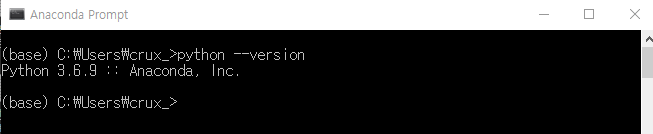 Anaconda Prompt
(base) C:₩Users₩crux_>python --version
Python 3.6.9 :: Anaconda, Inc.
(base) C:₩Users₩crux_>